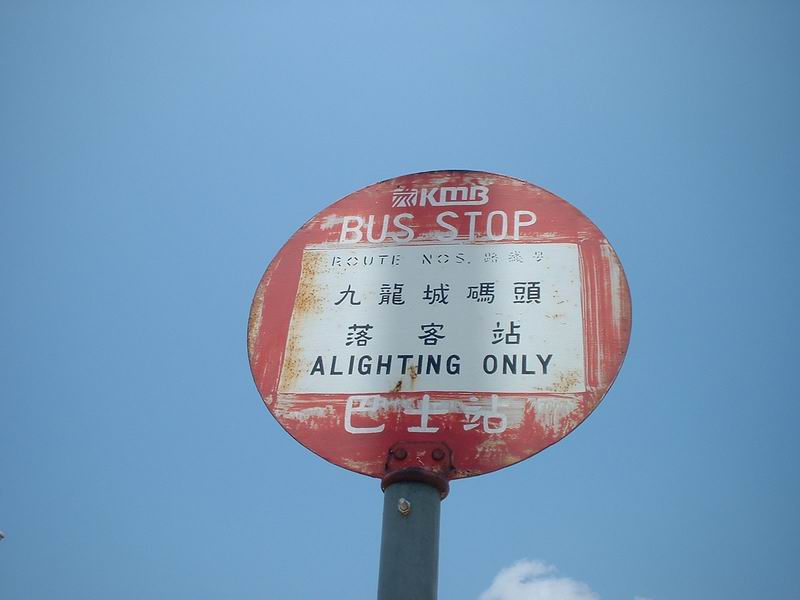 KMB
BUS STOP
ROUTE NOS. 路綫號
九龍城碼頭
落客站
ALIGHTING ONLY
巴士站